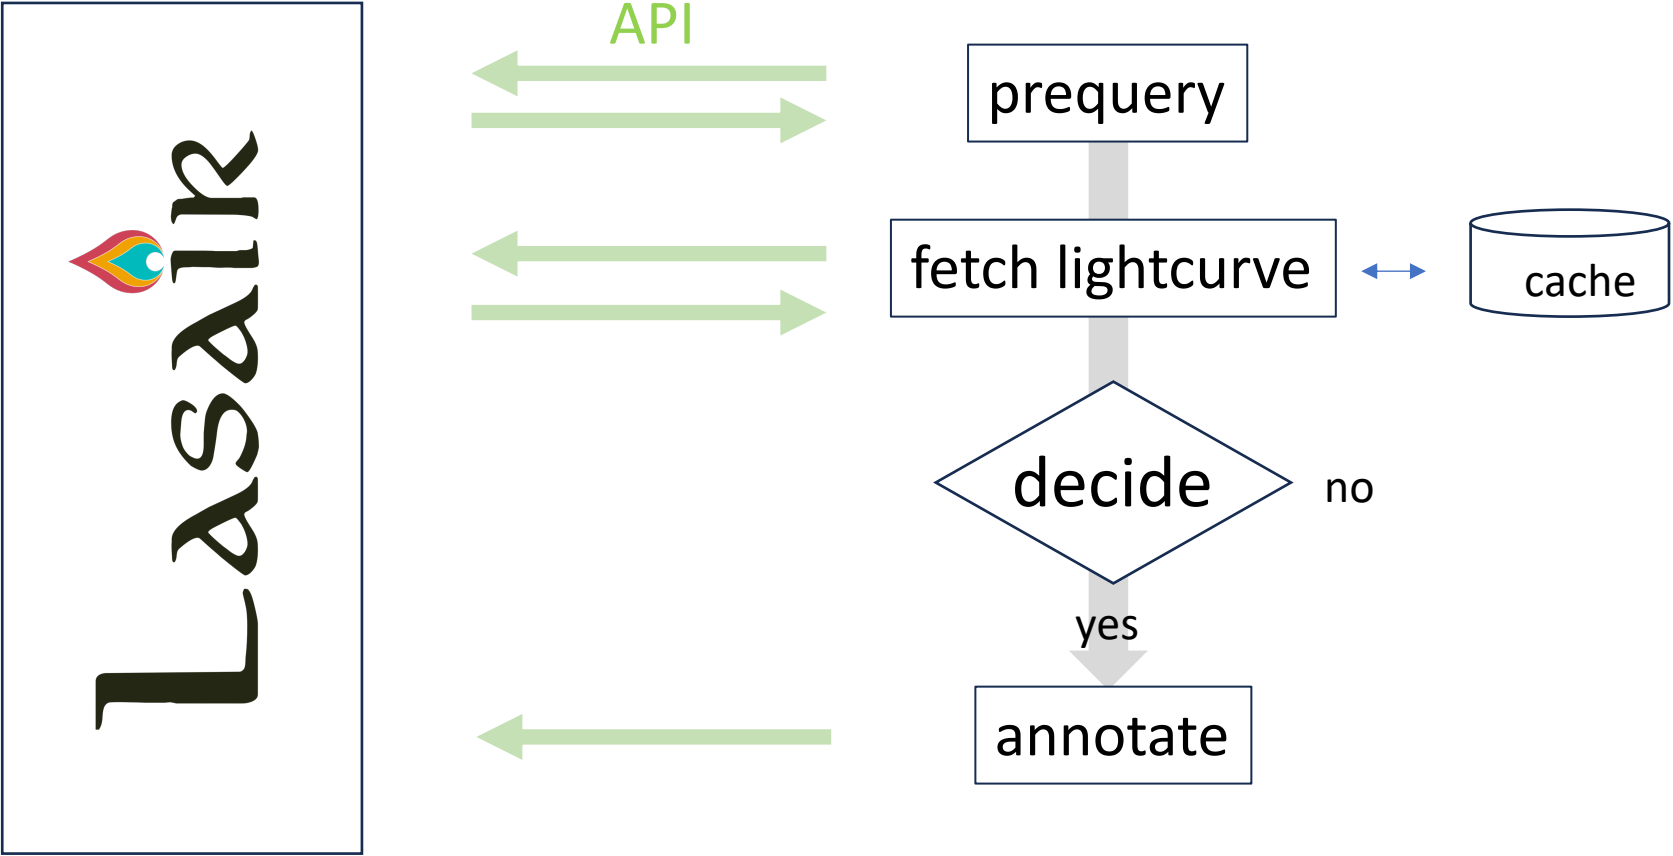 LASAIR
API
prequery
fetch lightcurve
cache
decide
no
yes
annotate